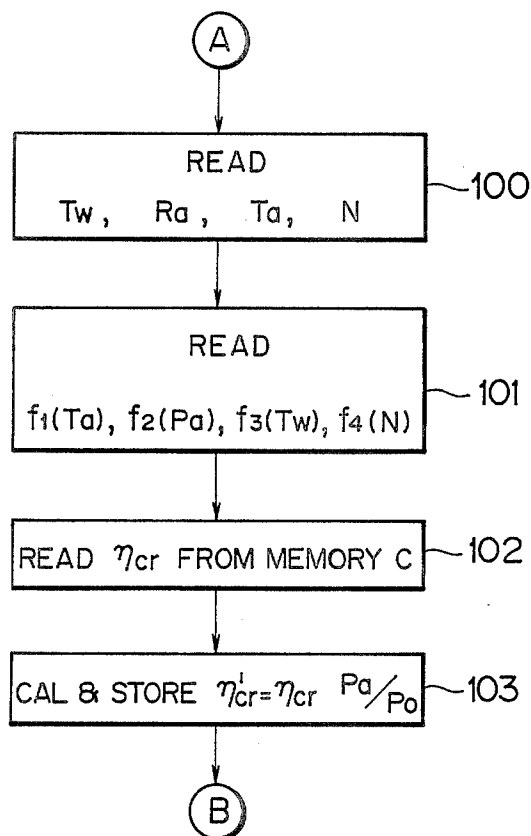 A
READ
Tw, Ra, Ta, N
100
READ
f1(Ta), f2(Pa), f3(Tw), f4(N)
101
READ ηcr FROM MEMORY C
102
CAL & STORE η'cr=ηcr Pa/Po
103
B